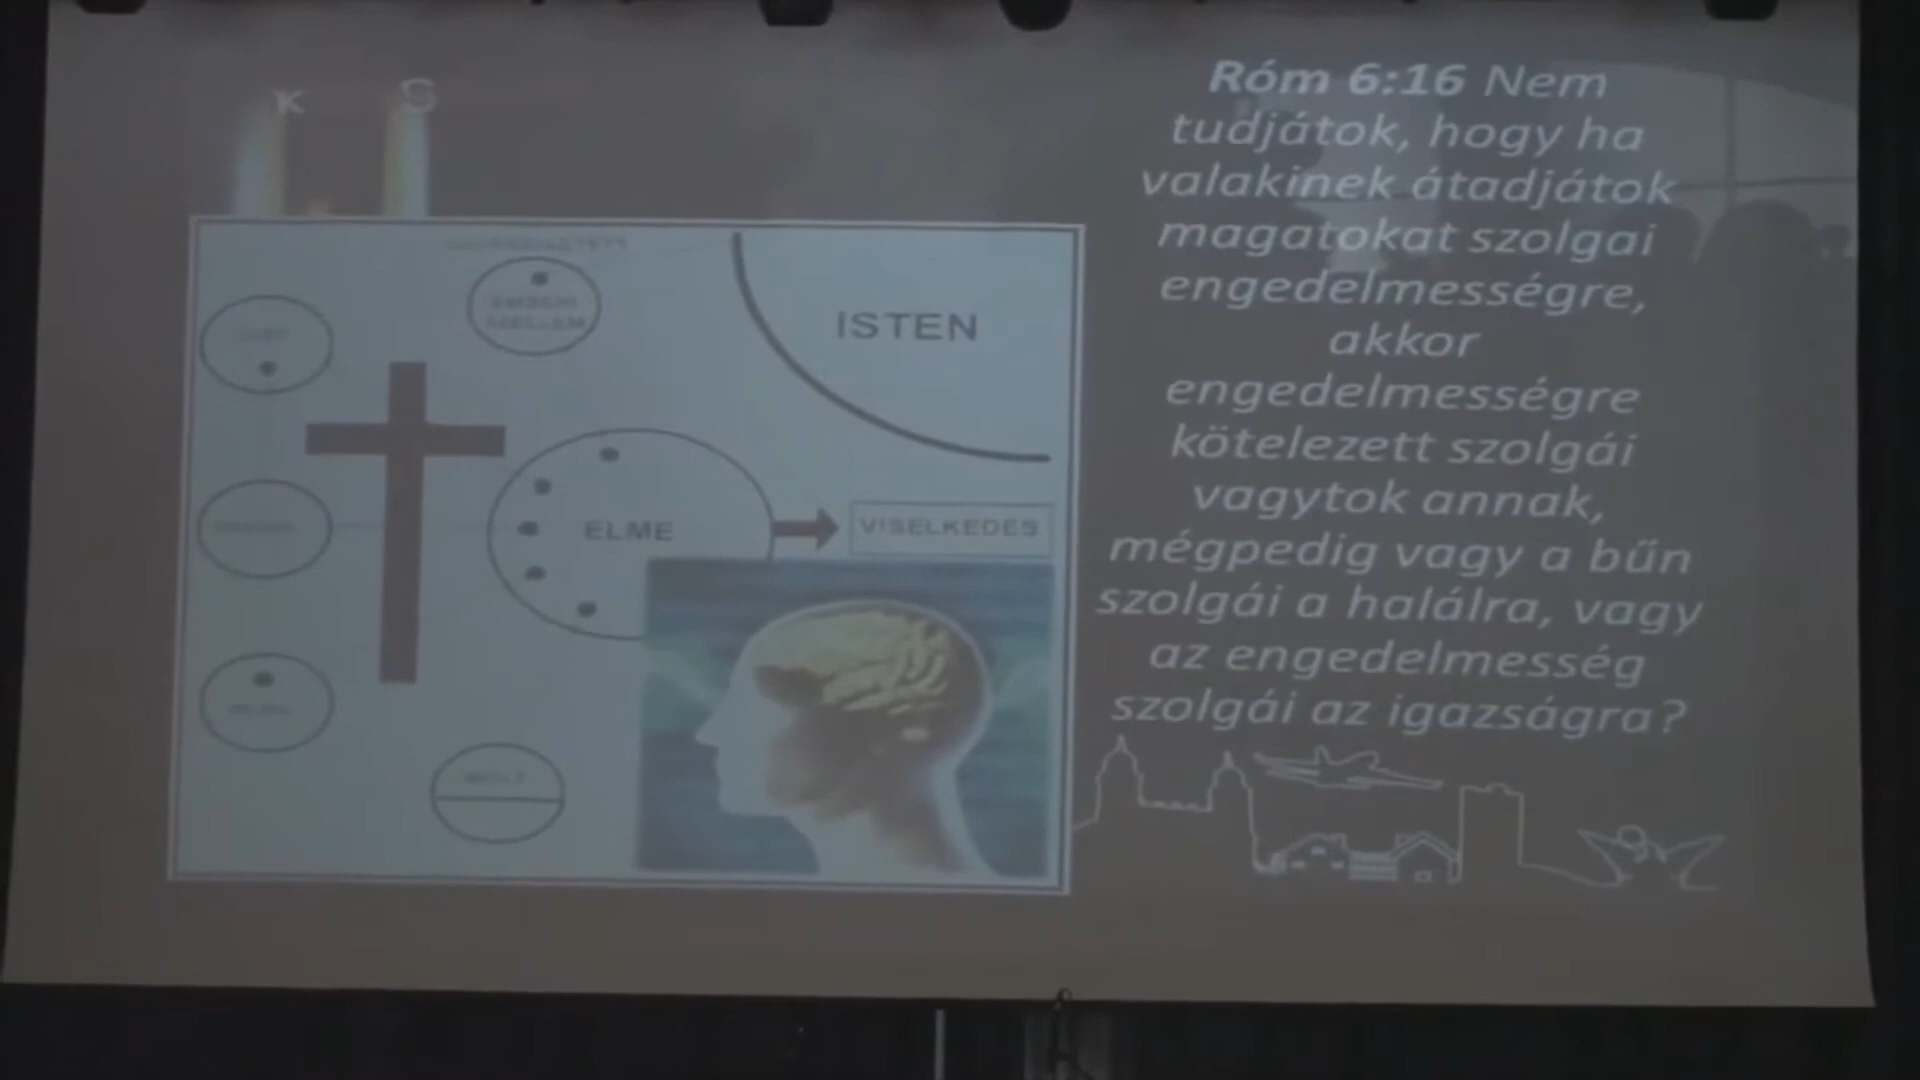 K S
ISTEN
ELME
VISELKEDÉS
Róm 6:16 Nem
tudjátok, hogy ha
valakinek átadjátok
magatokat szolgai
engedelmességre,
akkor
engedelmességre
kötelezett szolgái
vagytok annak,
mégpedig vagy a bűn
szolgái a halálra, vagy
az engedelmesség
szolgái az igazságra?